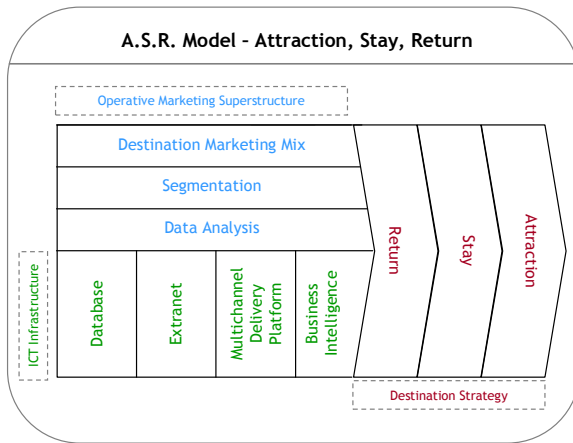 A.S.R. Model - Attraction, Stay, Return
Operative Marketing Superstructure
Destination Marketing Mix
Segmentation
Data Analysis
ICT Infrastructure
Database
Extranet
Multichannel
Delivery
Platform
Business
Intelligence
Return
Stay
Attraction
Destination Strategy